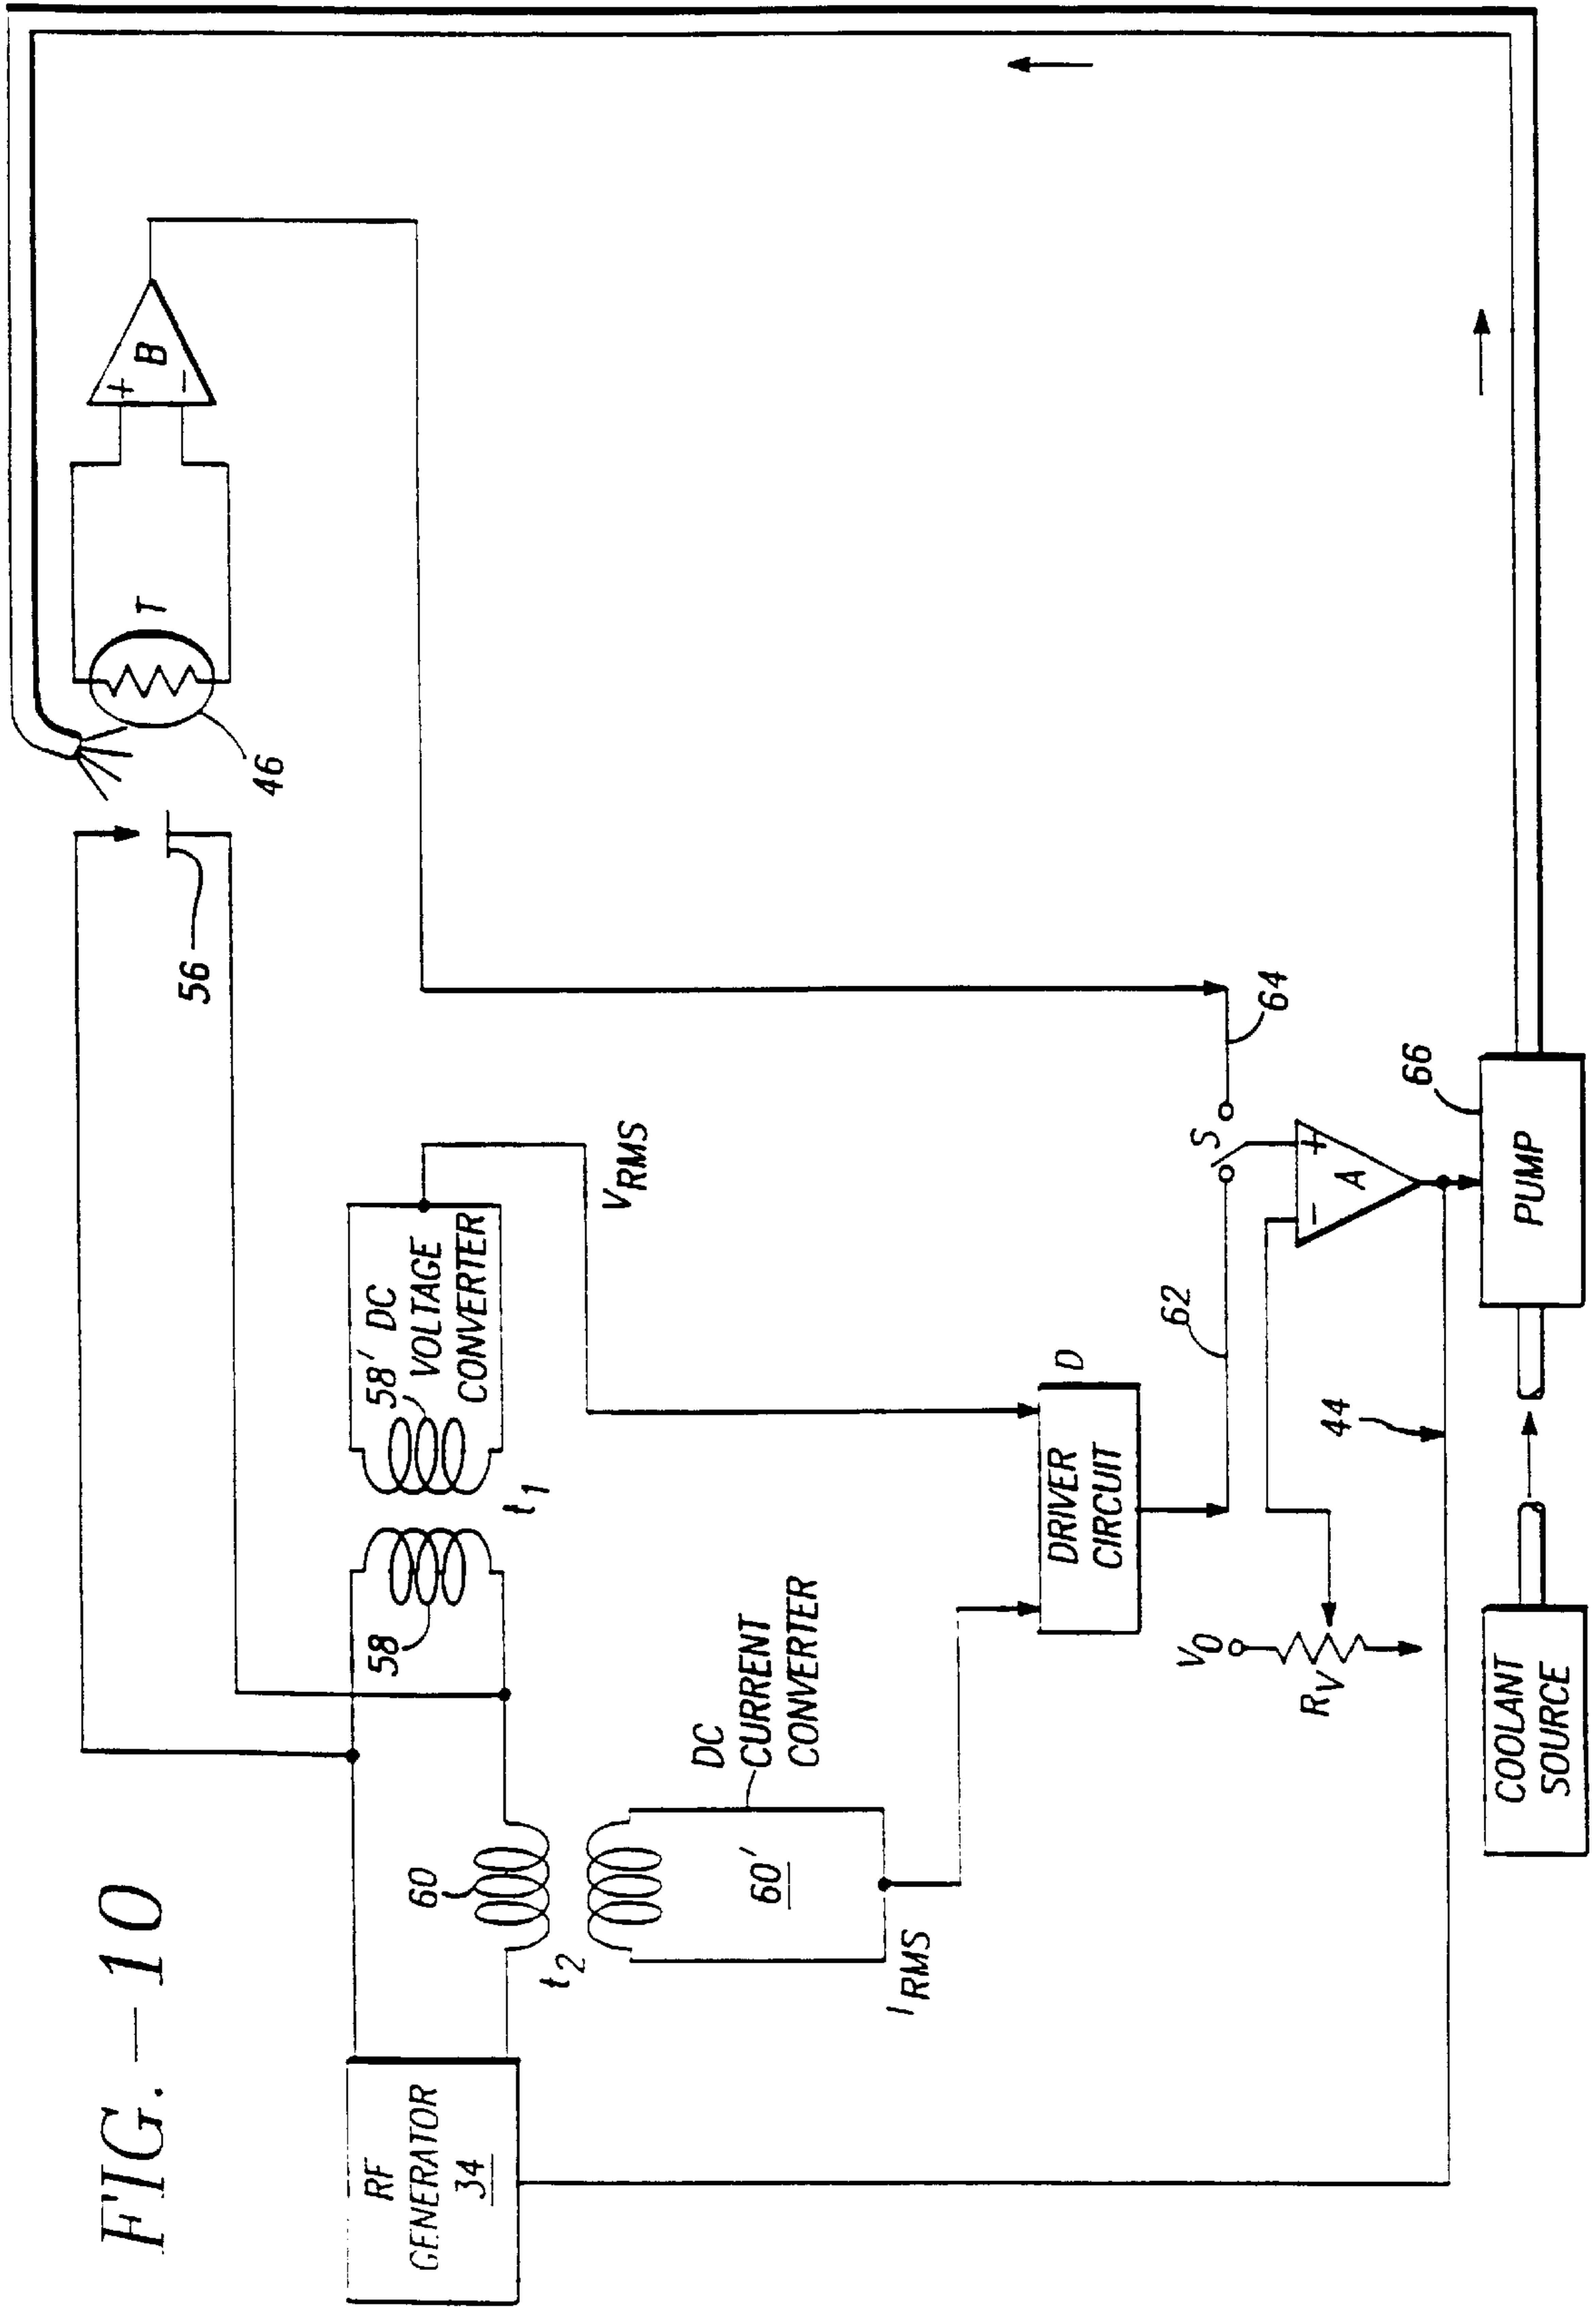 FIG.—10
RF
GENERATOR
34
60
t2
DC
CURRENT
CONVERTER
60'
IRMS
58
t1
58' DC
VOLTAGE
CONVERTER
VRMS
56
46
T
+
B
−
DRIVER
CIRCUIT
D
62
S
64
VO
RV
−
A
+
44
COOLANT
SOURCE
PUMP
66